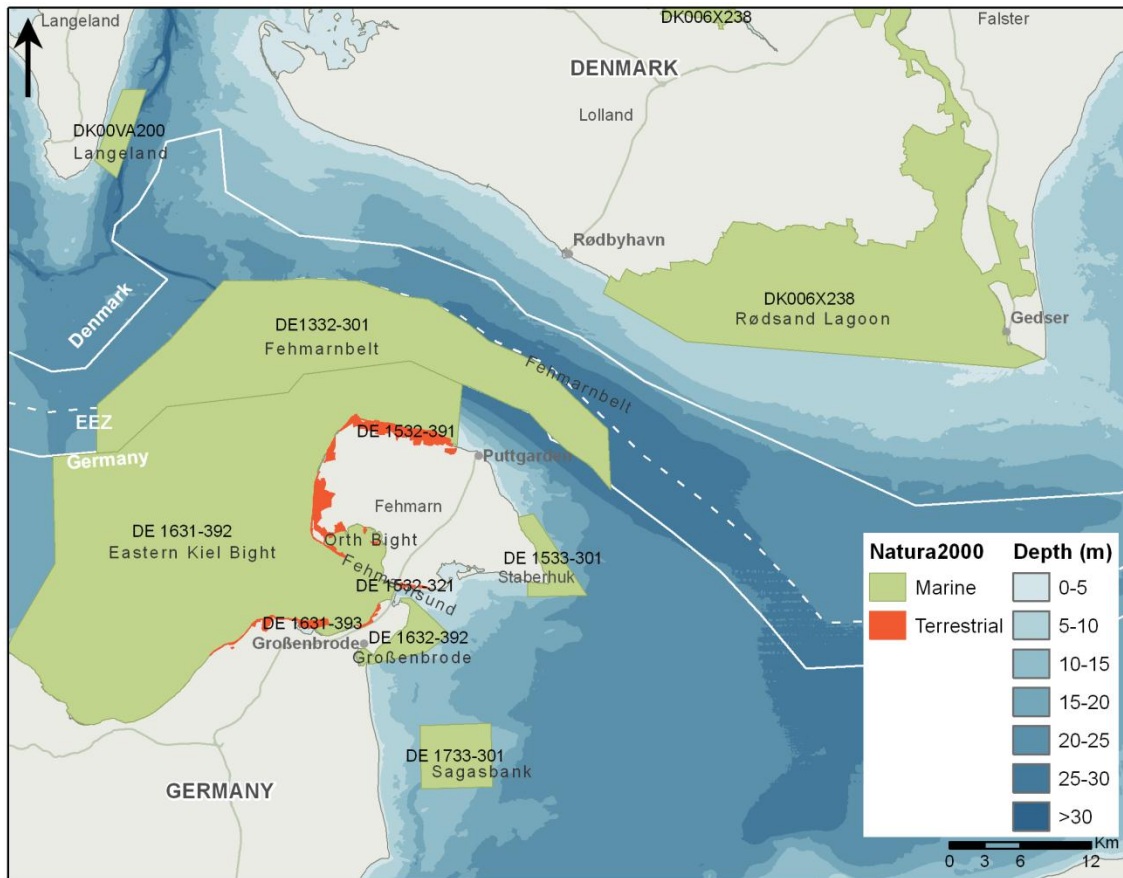 Langeland
DK006X238
Falster
DENMARK
Lolland
DK00VA200
Langeland
Rødbyhavn
DK006X238
Rødsand Lagoon
Gedser
Denmark
DE1332-301
Fehmarnbelt
Fehmarnbelt
EEZ
Germany
DE 1532-391
Puttgarden
Fehmarn
DE 1631-392
Eastern Kiel Bight
Orth Bight
Fehmarnsund
DE 1533-301
Staberhuk
DE 1532-321
DE 1631-393
Großenbrode
DE 1632-392
Großenbrode
DE 1733-301
Sagasbank
GERMANY
Natura2000
Marine
Terrestrial
Depth (m)
0-5
5-10
10-15
15-20
20-25
25-30
>30
Km
0 3 6 12